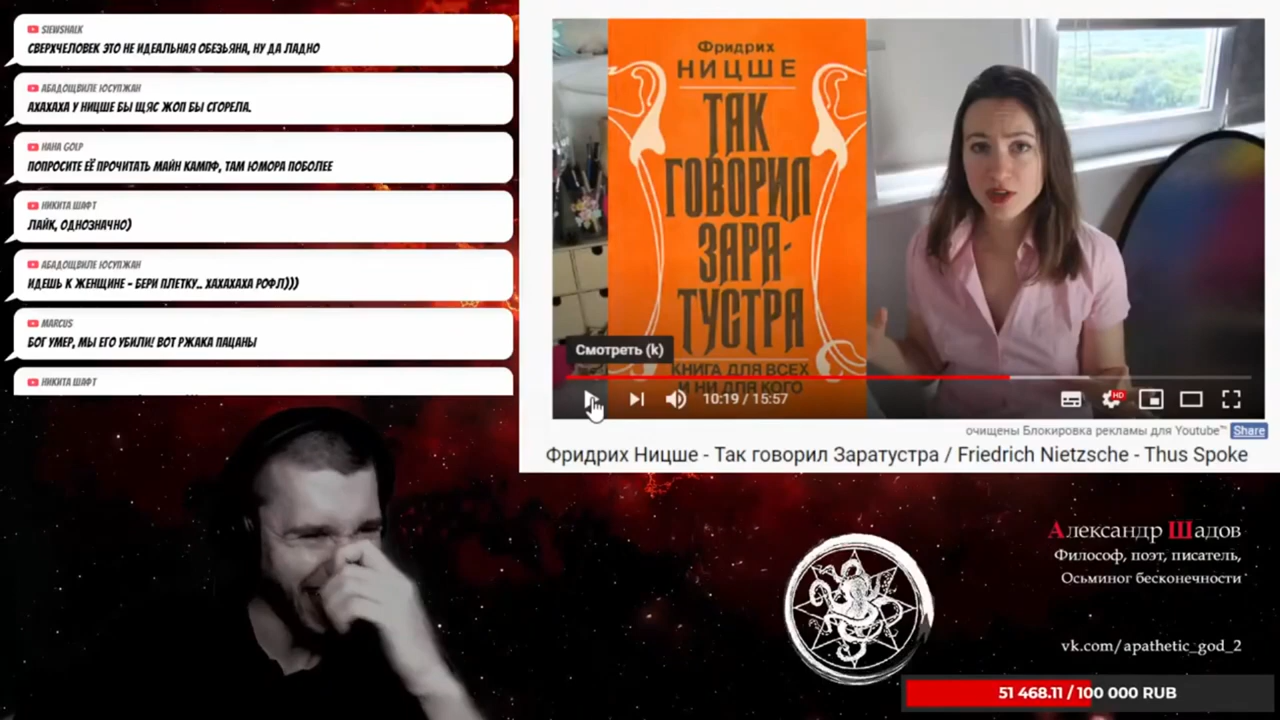 SIEWSHALK
СВЕРХЧЕЛОВЕК ЭТО НЕ ИДЕАЛЬНАЯ ОБЕЗЬЯНА, НУ ДА ЛАДНО
АБАДОЩВИЛЕ ЮСУПЖАН
АХАХАХА У НИЦШЕ БЫ ЩЯС ЖОП БЫ СГОРЕЛА.
НАНА GOLP
ПОПРОСИТЕ ЕЁ ПРОЧИТАТЬ МАЙН КАМПФ, ТАМ ЮМОРА ПОБОЛЕЕ
НИКИТА ШАФТ
ЛАЙК, ОДНОЗНАЧНО)
АБАДОЩВИЛЕ ЮСУПЖАН
ИДЕШЬ К ЖЕНЩИНЕ - БЕРИ ПЛЕТКУ.. ХАХАХАХА РОФЛ)))
MARCUS
БОГ УМЕР, МЫ ЕГО УБИЛИ! ВОТ РЖАКА ПАЦАНЫ
НИКИТА ШАФТ
Фридрих
НИЦШЕ
ТАК
ГОВОРИЛ
ЗАРА-
ТУСТРА
КНИГА ДЛЯ ВСЕХ
И НИ ДЛЯ КОГО
Смотреть (k)
10:19 / 15:57
HD
очищены Блокировка рекламы для Youtube™ Share
Фридрих Ницше - Так говорил Заратустра / Friedrich Nietzsche - Thus Spoke
Александр Шадов
Философ, поэт, писатель,
Осьминог бесконечности
vk.com/apathetic_god_2
51 468.11 / 100 000 RUB